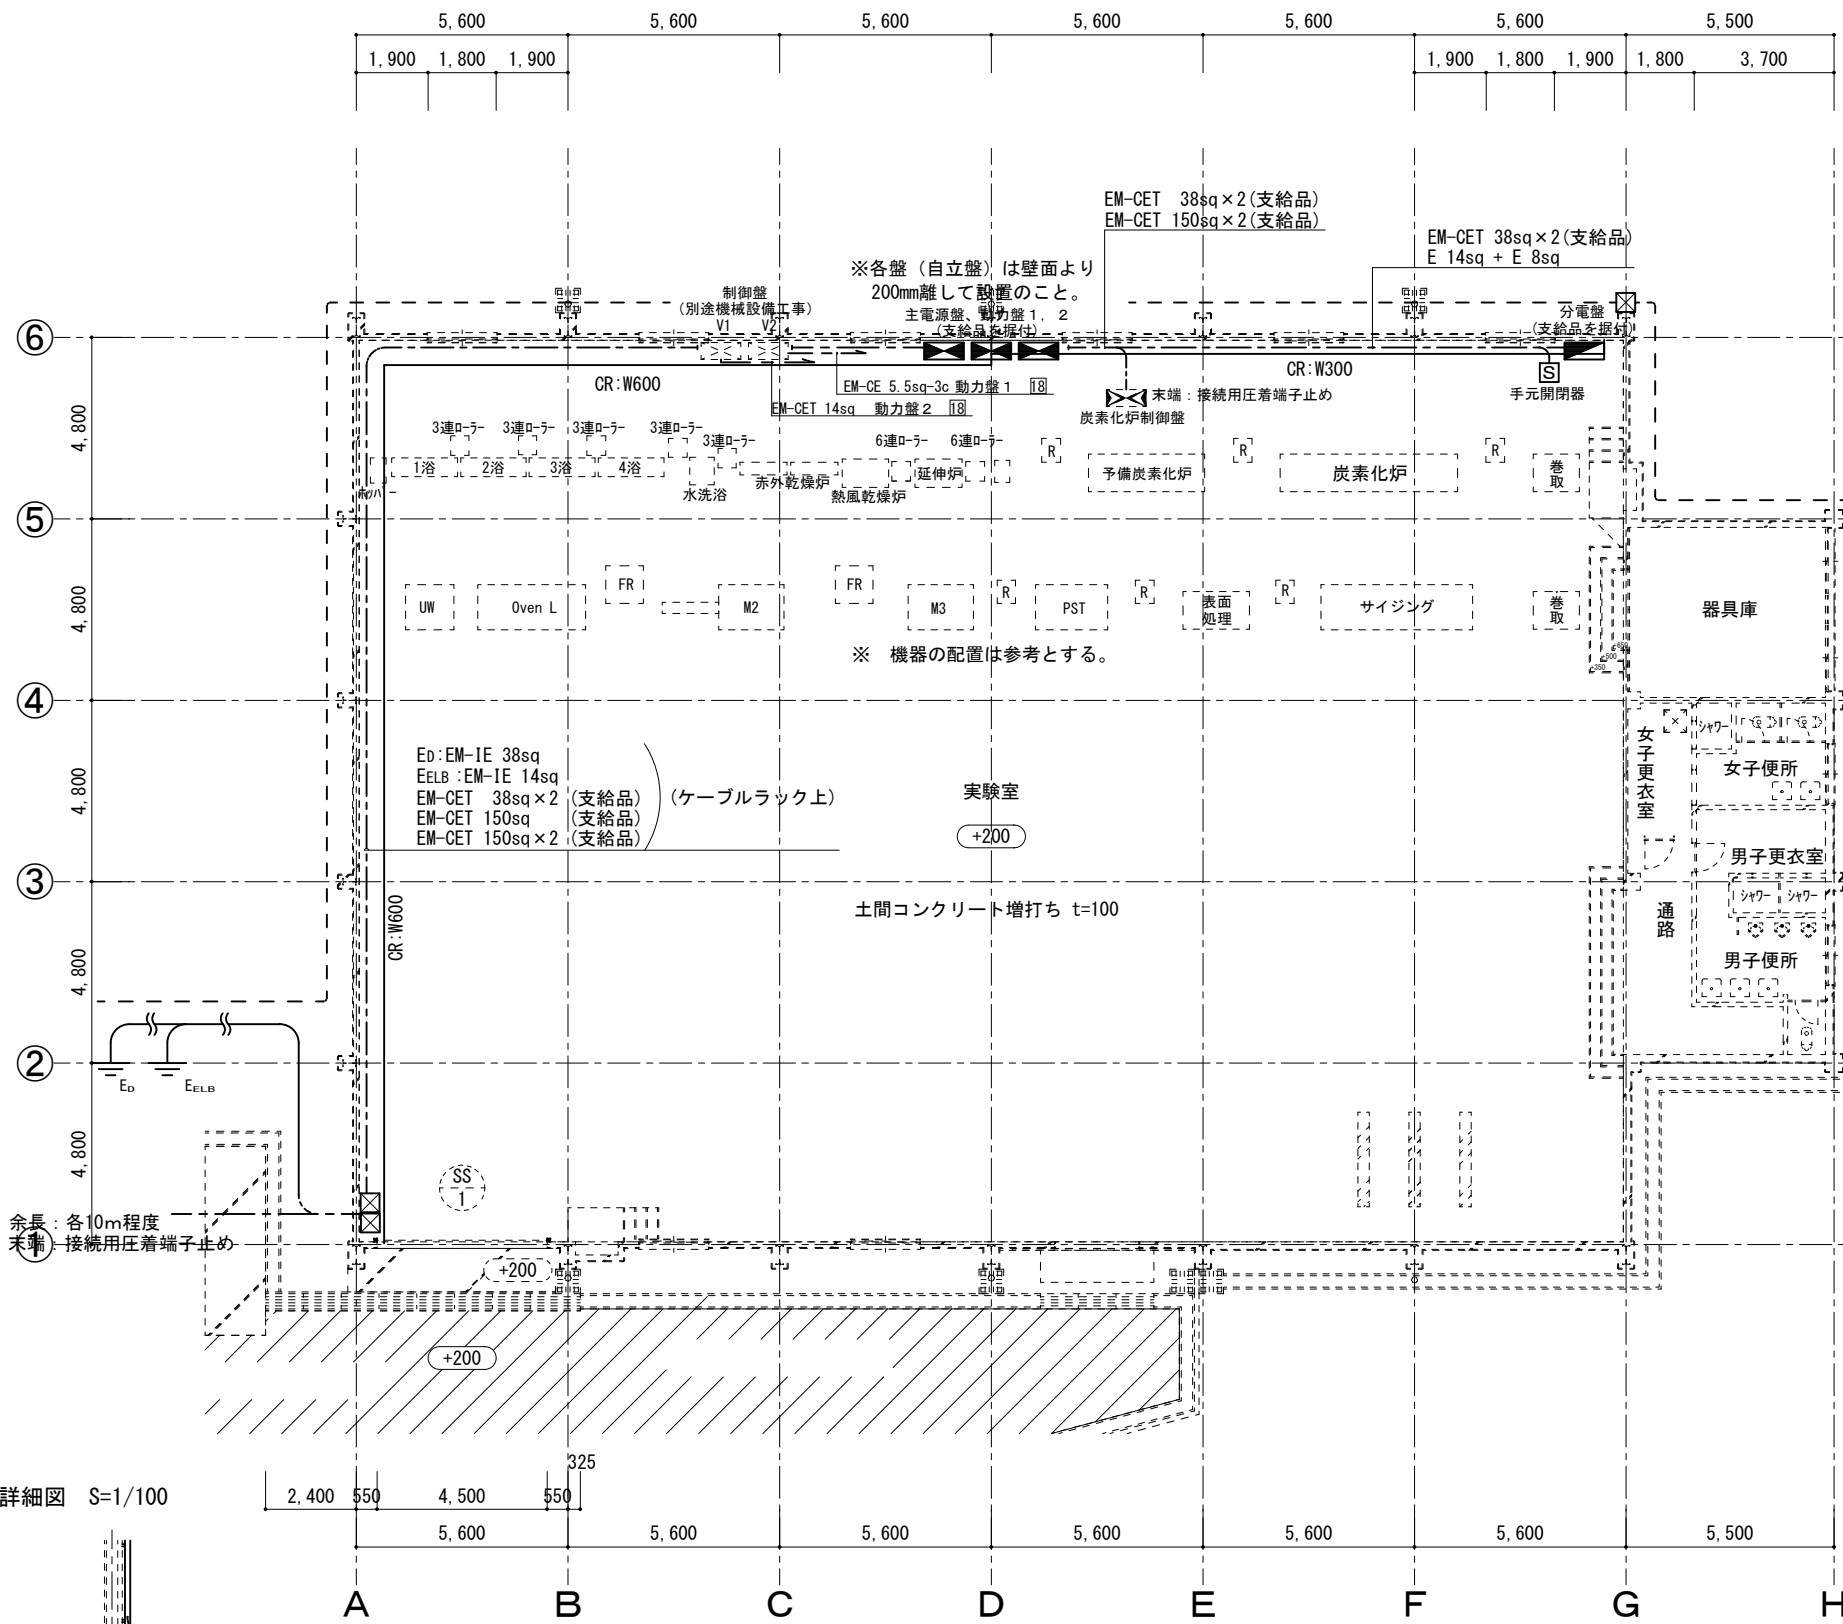 5,600 5,600 5,600 5,600 5,600 5,600 5,500
1,900 1,800 1,900 1,900 1,800 1,900 1,800 3,700
EM-CET 38sq×2(支給品)
EM-CET 150sq×2(支給品)
EM-CET 38sq×2(支給品)
E 14sq + E 8sq
※各盤（自立盤）は壁面より
200mm離して設置のこと。
制御盤
(別途機械設備工事)
V1 V2
主電源盤、動力盤1, 2
(支給品を据付)
分電盤
(支給品を据付)
⑥
CR:W600
EM-CE 5.5sq-3c 動力盤1 18
EM-CET 14sq 動力盤2 18
CR:W300
S
手元開閉器
末端：接続用圧着端子止め
炭素化炉制御盤
4,800
3連ローラー 3連ローラー 3連ローラー 3連ローラー 3連ローラー 6連ローラー 6連ローラー
1浴 2浴 3浴 4浴
水洗浴
赤外乾燥炉
熱風乾燥炉
延伸炉
R
予備炭素化炉
R
炭素化炉
R
巻取
ホッパー
⑤
4,800
UW
Oven L
FR
M2
FR
M3
R
PST
R
表面処理
R
サイジング
巻取
器具庫
※ 機器の配置は参考とする。
+650
+500
+350
④
4,800
ED:EM-IE 38sq
EELB:EM-IE 14sq
EM-CET 38sq×2 (支給品)
EM-CET 150sq (支給品)
EM-CET 150sq×2 (支給品)
(ケーブルラック上)
実験室
+200
女子更衣室
シャワー
女子便所
男子更衣室
③
シャワー シャワー
通路
男子便所
CR:W600
土間コンクリート増打ち t=100
4,800
②
ED EELB
4,800
SS
1
余長：各10m程度
末端：接続用圧着端子止め
①
+200
+200
325
詳細図 S=1/100
2,400 550 4,500 550
5,600 5,600 5,600 5,600 5,600 5,600 5,500
A B C D E F G H